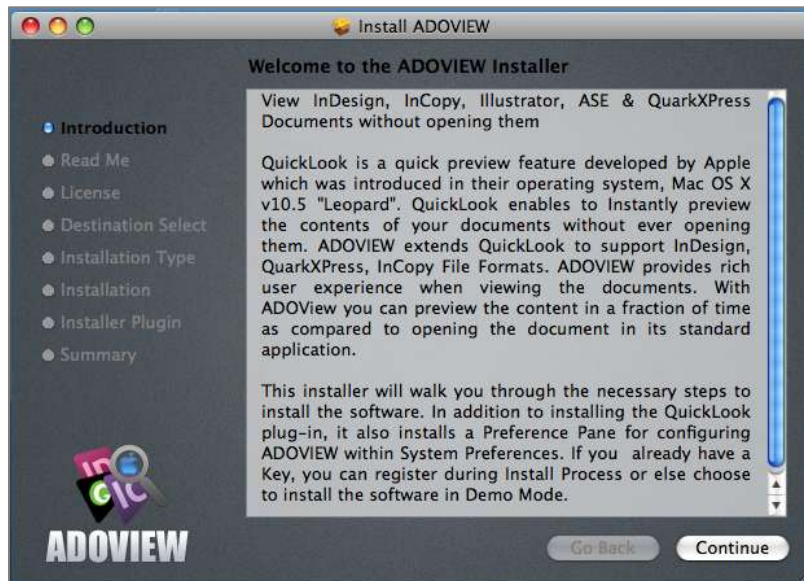 Install ADOVIEW
Welcome to the ADOVIEW Installer
Introduction
Read Me
License
Destination Select
Installation Type
Installation
Installer Plugin
Summary
View InDesign, InCopy, Illustrator, ASE & QuarkXPress
Documents without opening them
QuickLook is a quick preview feature developed by Apple
which was introduced in their operating system, Mac OS X
v10.5 "Leopard". QuickLook enables to Instantly preview
the contents of your documents without ever opening
them. ADOVIEW extends QuickLook to support InDesign,
QuarkXPress, InCopy File Formats. ADOVIEW provides rich
user experience when viewing the documents. With
ADOView you can preview the content in a fraction of time
as compared to opening the document in its standard
application.
This installer will walk you through the necessary steps to
install the software. In addition to installing the QuickLook
plug-in, it also installs a Preference Pane for configuring
ADOVIEW within System Preferences. If you already have a
Key, you can register during Install Process or else choose
to install the software in Demo Mode.
ADOVIEW
Go Back
Continue